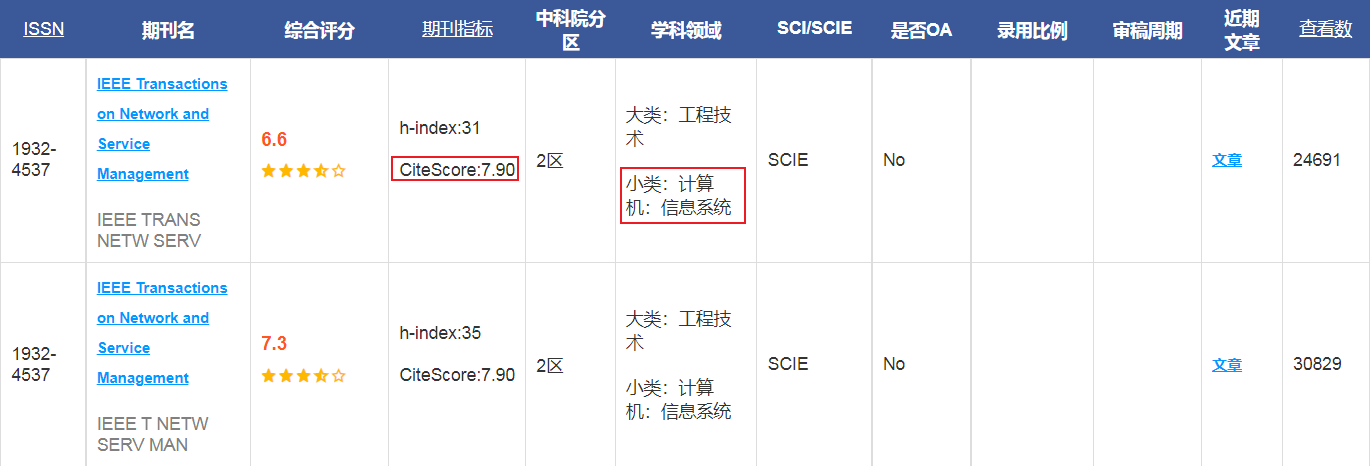 ISSN
期刊名
综合评分
期刊指标
中科院分
区
学科领域
SCI/SCIE
是否OA
录用比例
审稿周期
近期
文章
查看数
1932-
4537
IEEE Transactions
on Network and
Service
Management
IEEE TRANS
NETW SERV
6.6
h-index:31
CiteScore:7.90
2区
大类：工程技
术
小类：计算
机：信息系统
SCIE
No
文章
24691
1932-
4537
IEEE Transactions
on Network and
Service
Management
IEEE T NETW
SERV MAN
7.3
h-index:35
CiteScore:7.90
2区
大类：工程技
术
小类：计算
机：信息系统
SCIE
No
文章
30829